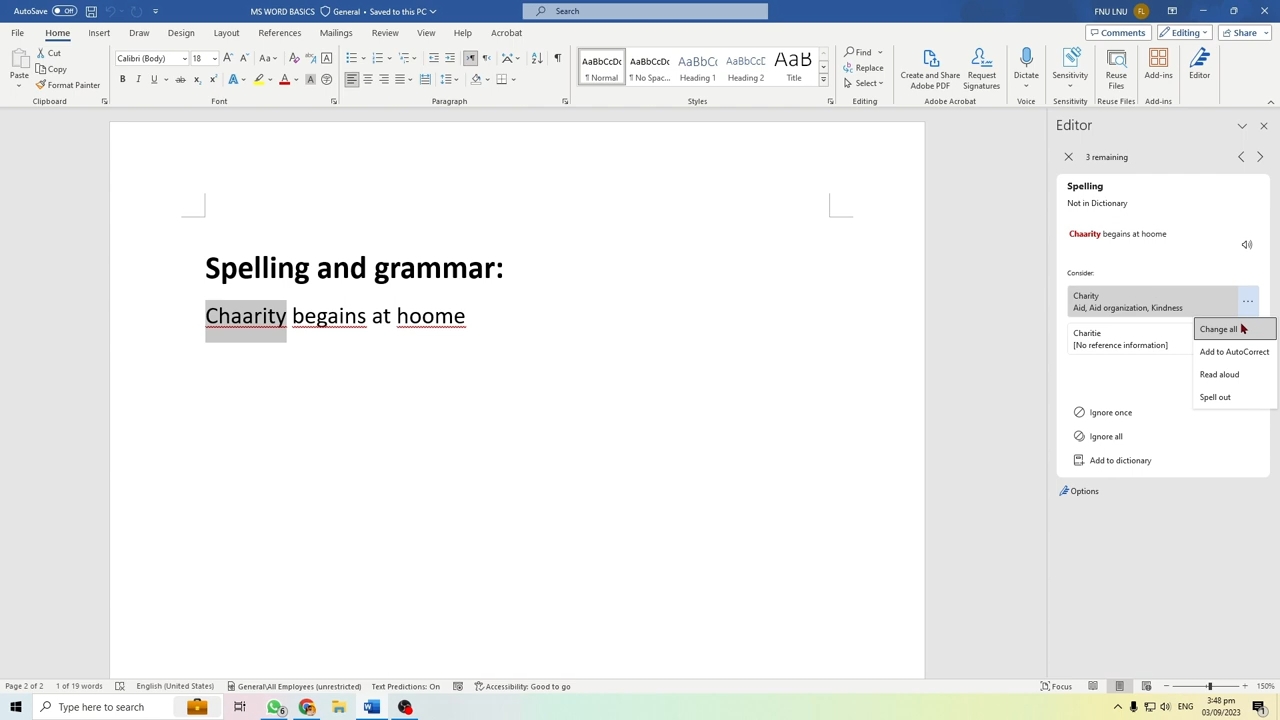 AutoSave Off MS WORD BASICS General • Saved to this PC Search FNU LNU
File Home Insert Draw Design Layout References Mailings Review View Help Acrobat Comments Editing Share
Paste Cut Copy Format Painter Clipboard
Calibri (Body) 18 Aa A B I U ab x₂ x² A A A Font
Paragraph
AaBbCcDc ¶ Normal AaBbCcDc ¶ No Spac... AaBbCc Heading 1 AaBbCcD Heading 2 AaB Title Styles
Find Replace Select Editing
Create and Share Adobe PDF Request Signatures Adobe Acrobat
Dictate Voice
Sensitivity Sensitivity
Reuse Files Reuse Files
Add-ins Add-ins
Editor
Spelling and grammar:
Chaarity begains at hoome
Editor
3 remaining
Spelling
Not in Dictionary
Chaarity begains at hoome
Consider:
Charity
Aid, Aid organization, Kindness
Charitie
[No reference information]
Change all
Add to AutoCorrect
Read aloud
Spell out
Ignore once
Ignore all
Add to dictionary
Options
Page 2 of 2 1 of 19 words English (United States) General\All Employees (unrestricted) Text Predictions: On Accessibility: Good to go Focus 150%
Type here to search 6 ENG 3:48 pm 03/09/2023 1